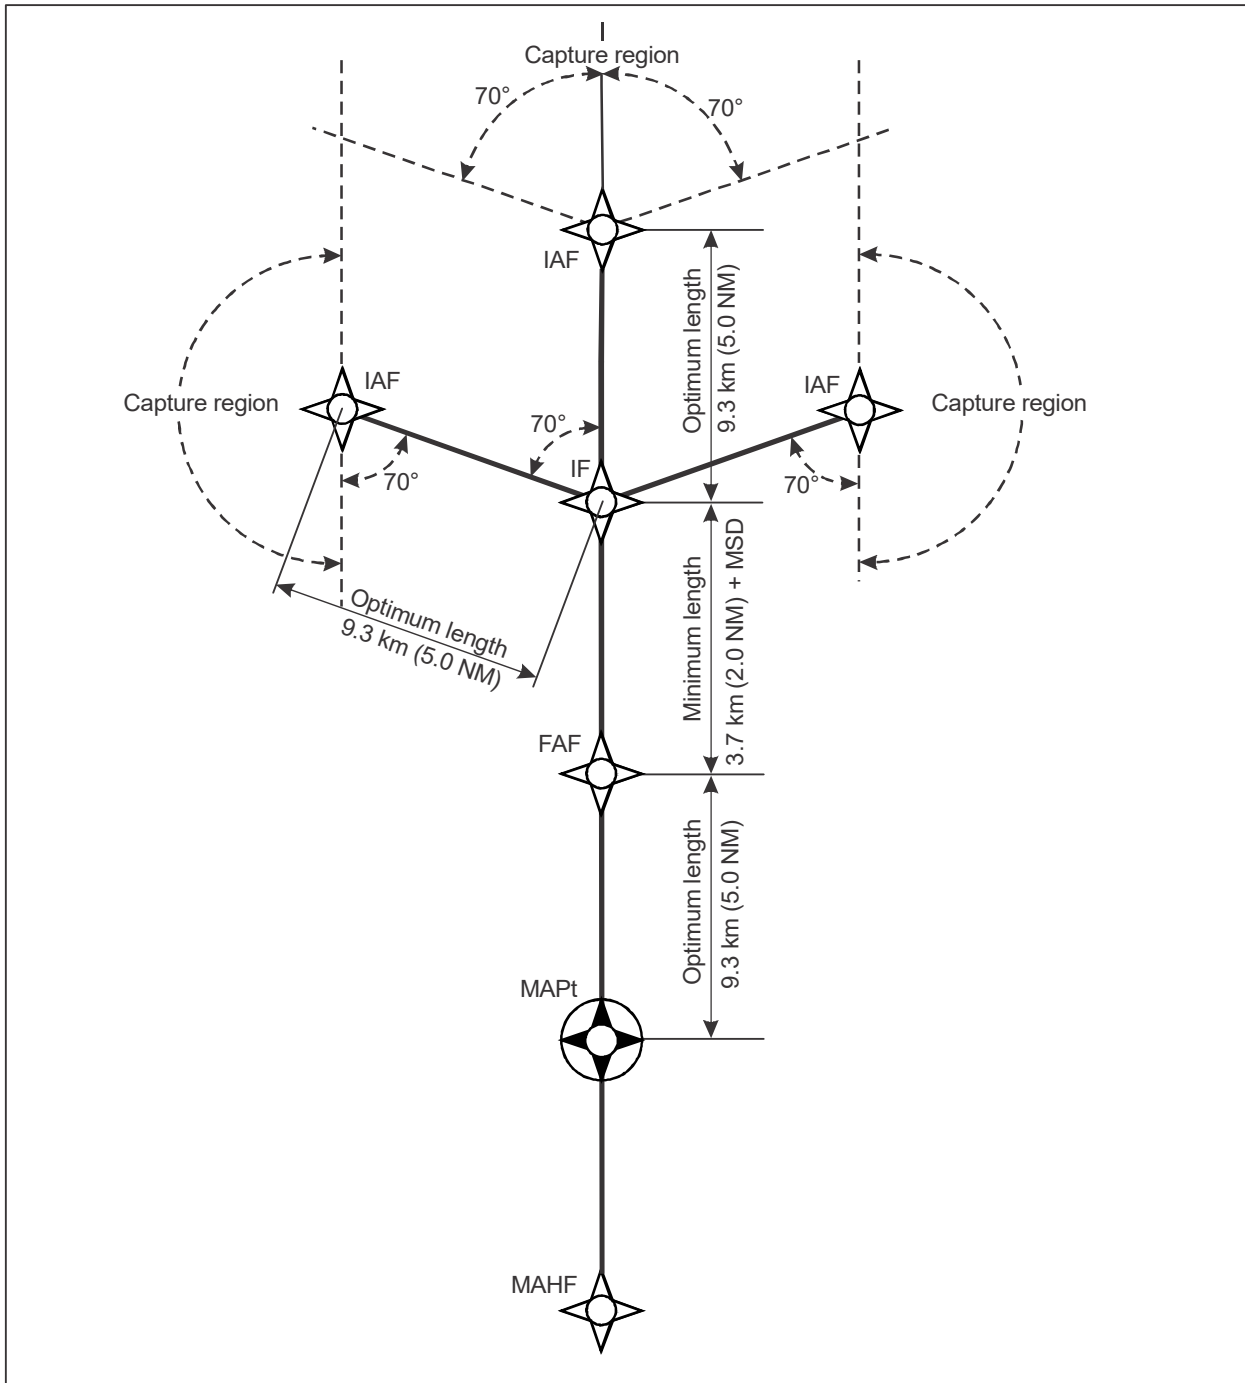 Capture region
70°
70°
IAF
Optimum length
9.3 km (5.0 NM)
IAF
IAF
Capture region
Capture region
70°
IF
70°
70°
Optimum length
9.3 km (5.0 NM)
Minimum length
3.7 km (2.0 NM) + MSD
FAF
Optimum length
9.3 km (5.0 NM)
MAPt
MAHF